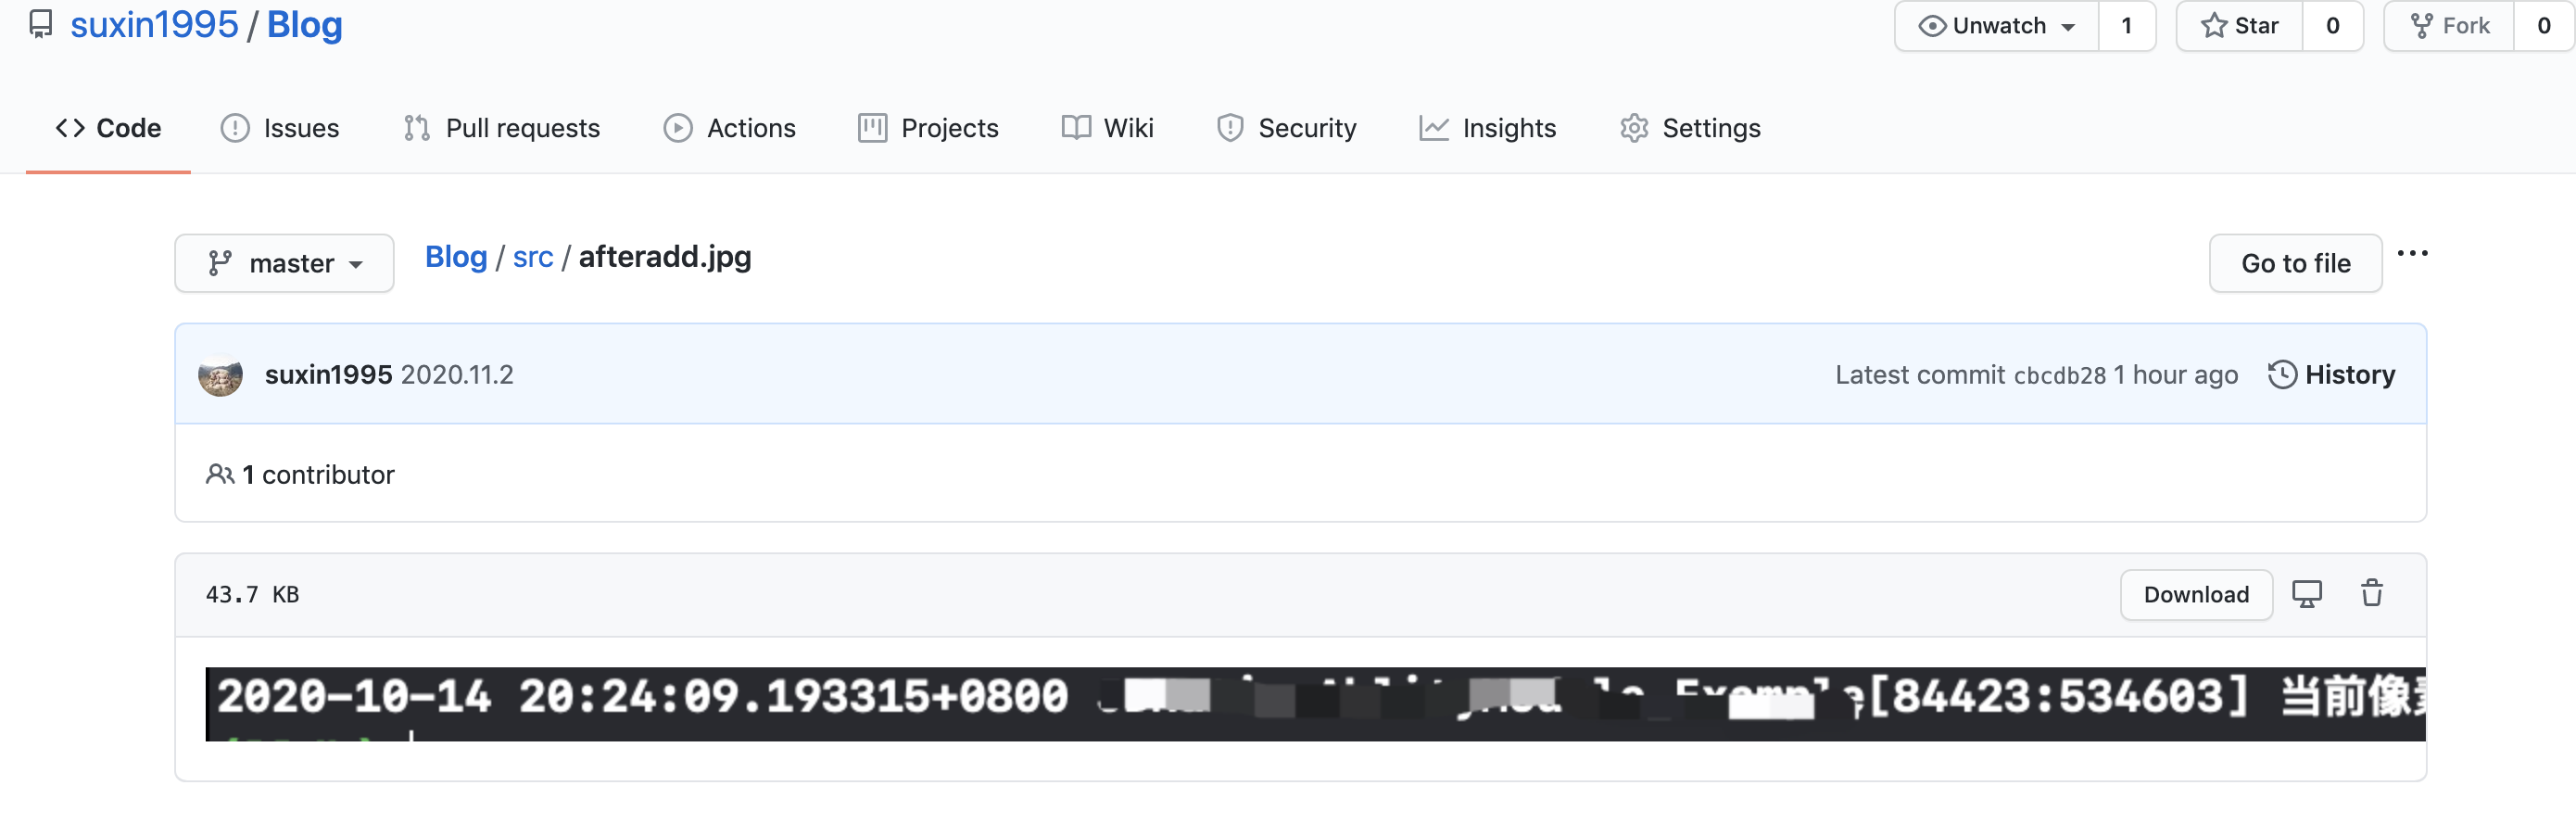 suxin1995 / Blog
Unwatch 1 Star 0 Fork 0
Code Issues Pull requests Actions Projects Wiki Security Insights Settings
master Blog / src / afteradd.jpg Go to file ...
suxin1995 2020.11.2 Latest commit cbcdb28 1 hour ago History
1 contributor
43.7 KB Download
2020-10-14 20:24:09.193315+0800 [84423:534603] 当前像